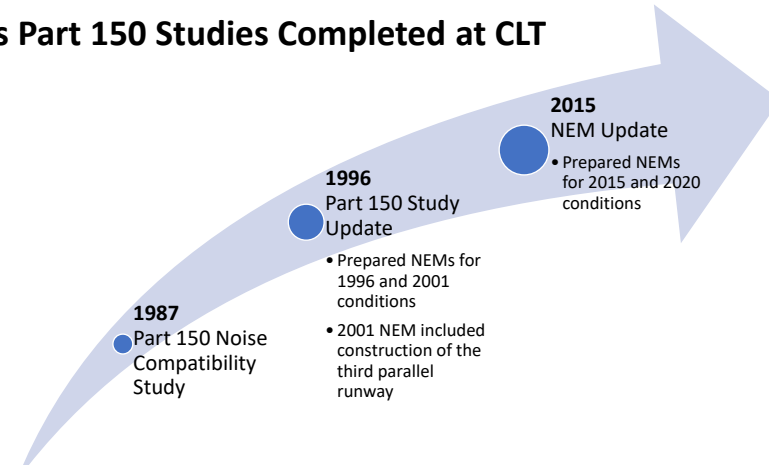 s Part 150 Studies Completed at CLT
1987
Part 150 Noise
Compatibility
Study
1996
Part 150 Study
Update
• Prepared NEMs for
1996 and 2001
conditions
• 2001 NEM included
construction of the
third parallel
runway
2015
NEM Update
• Prepared NEMs
for 2015 and 2020
conditions